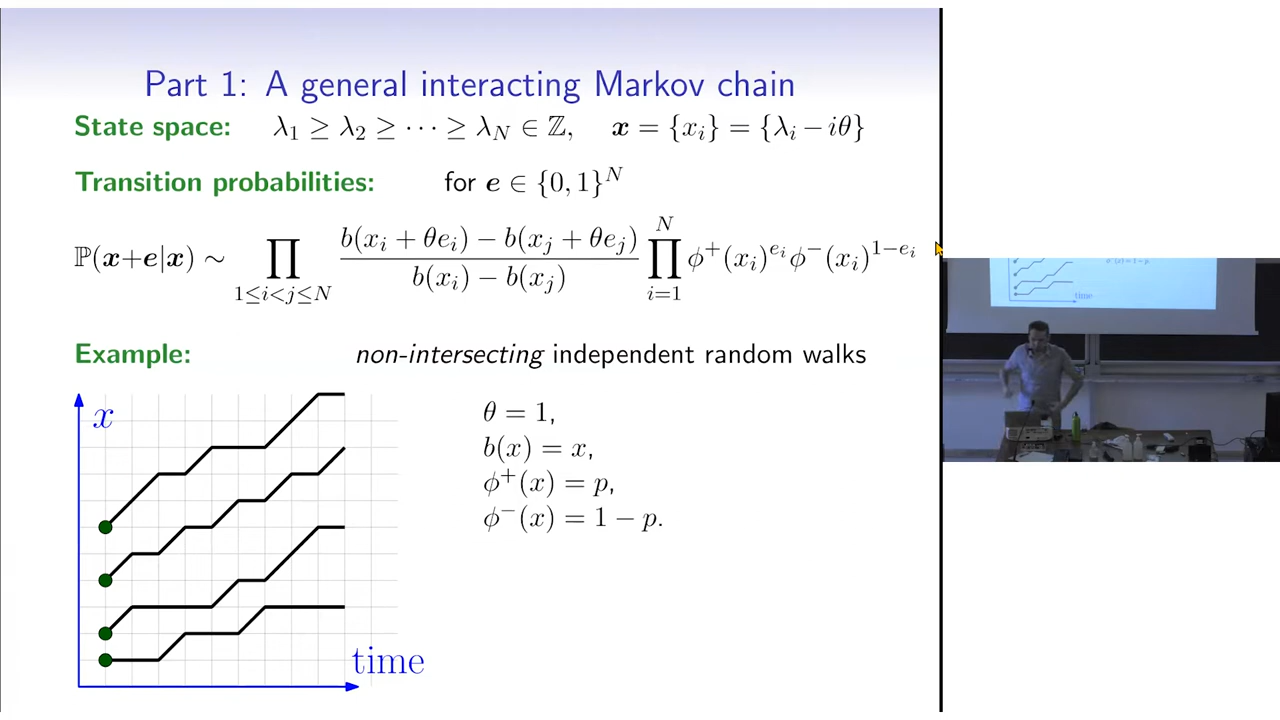 Part 1: A general interacting Markov chain
State space: λ₁ ≥ λ₂ ≥ ⋯ ≥ λ_N ∈ ℤ, x = {x_i} = {λ_i − iθ}
Transition probabilities: for e ∈ {0, 1}^N
ℙ(x+e|x) ∼ ∏_{1≤i<j≤N} (b(x_i + θe_i) − b(x_j + θe_j))/(b(x_i) − b(x_j)) ∏_{i=1}^{N} ϕ⁺(x_i)^{e_i} ϕ⁻(x_i)^{1−e_i}
Example: non-intersecting independent random walks
x
θ = 1,
b(x) = x,
ϕ⁺(x) = p,
ϕ⁻(x) = 1 − p.
time
time